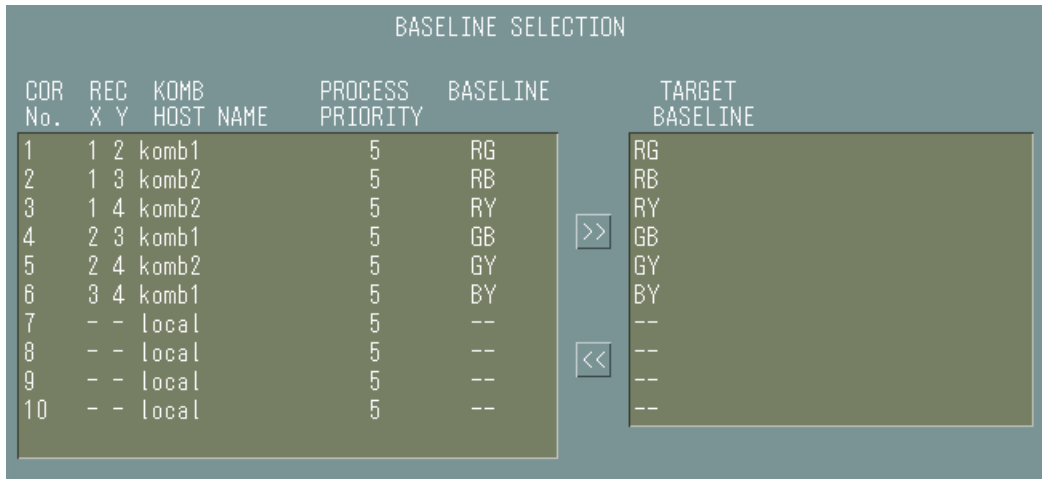 BASELINE SELECTION
COR REC KOMB PROCESS BASELINE TARGET
No. X Y HOST NAME PRIORITY BASELINE
1 1 2 komb1 5 RG RG
2 1 3 komb2 5 RB RB
3 1 4 komb2 5 RY RY
>>
4 2 3 komb1 5 GB GB
5 2 4 komb2 5 GY GY
6 3 4 komb1 5 BY BY
7 - - local 5 -- --
8 - - local 5 -- --
<<
9 - - local 5 -- --
10 - - local 5 -- --